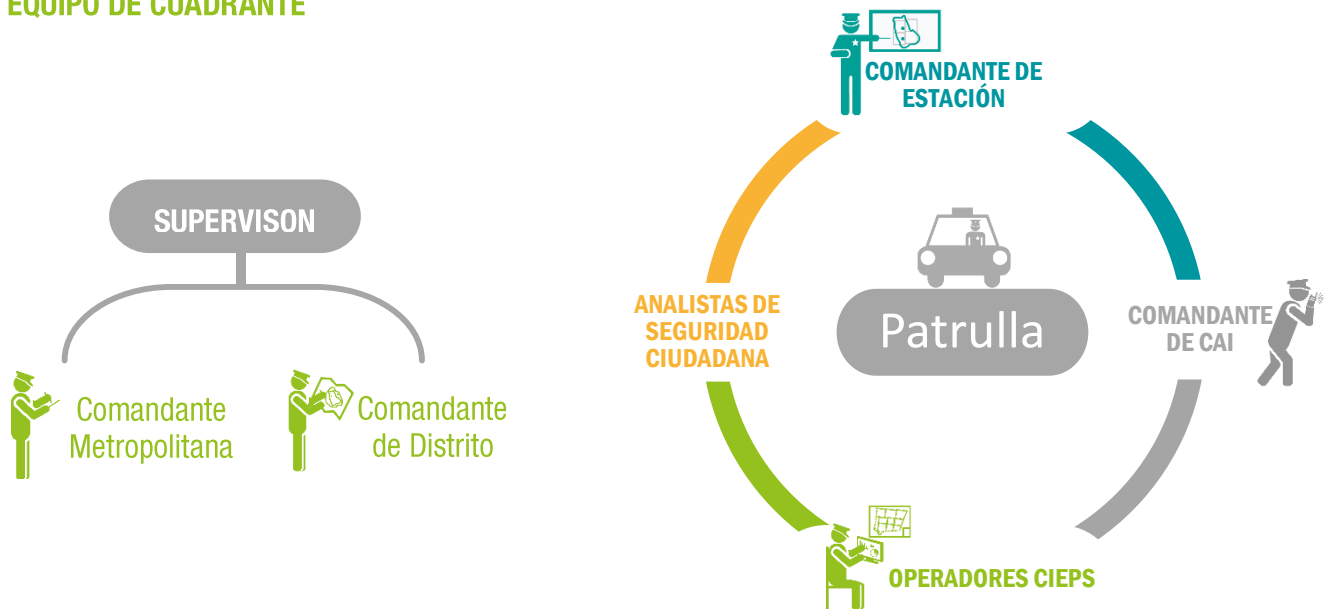 EQUIPO DE CUADRANTE
SUPERVISON
Comandante
Metropolitana
Comandante
de Distrito
COMANDANTE DE
ESTACIÓN
ANALISTAS DE
SEGURIDAD
CIUDADANA
Patrulla
COMANDANTE
DE CAI
OPERADORES CIEPS